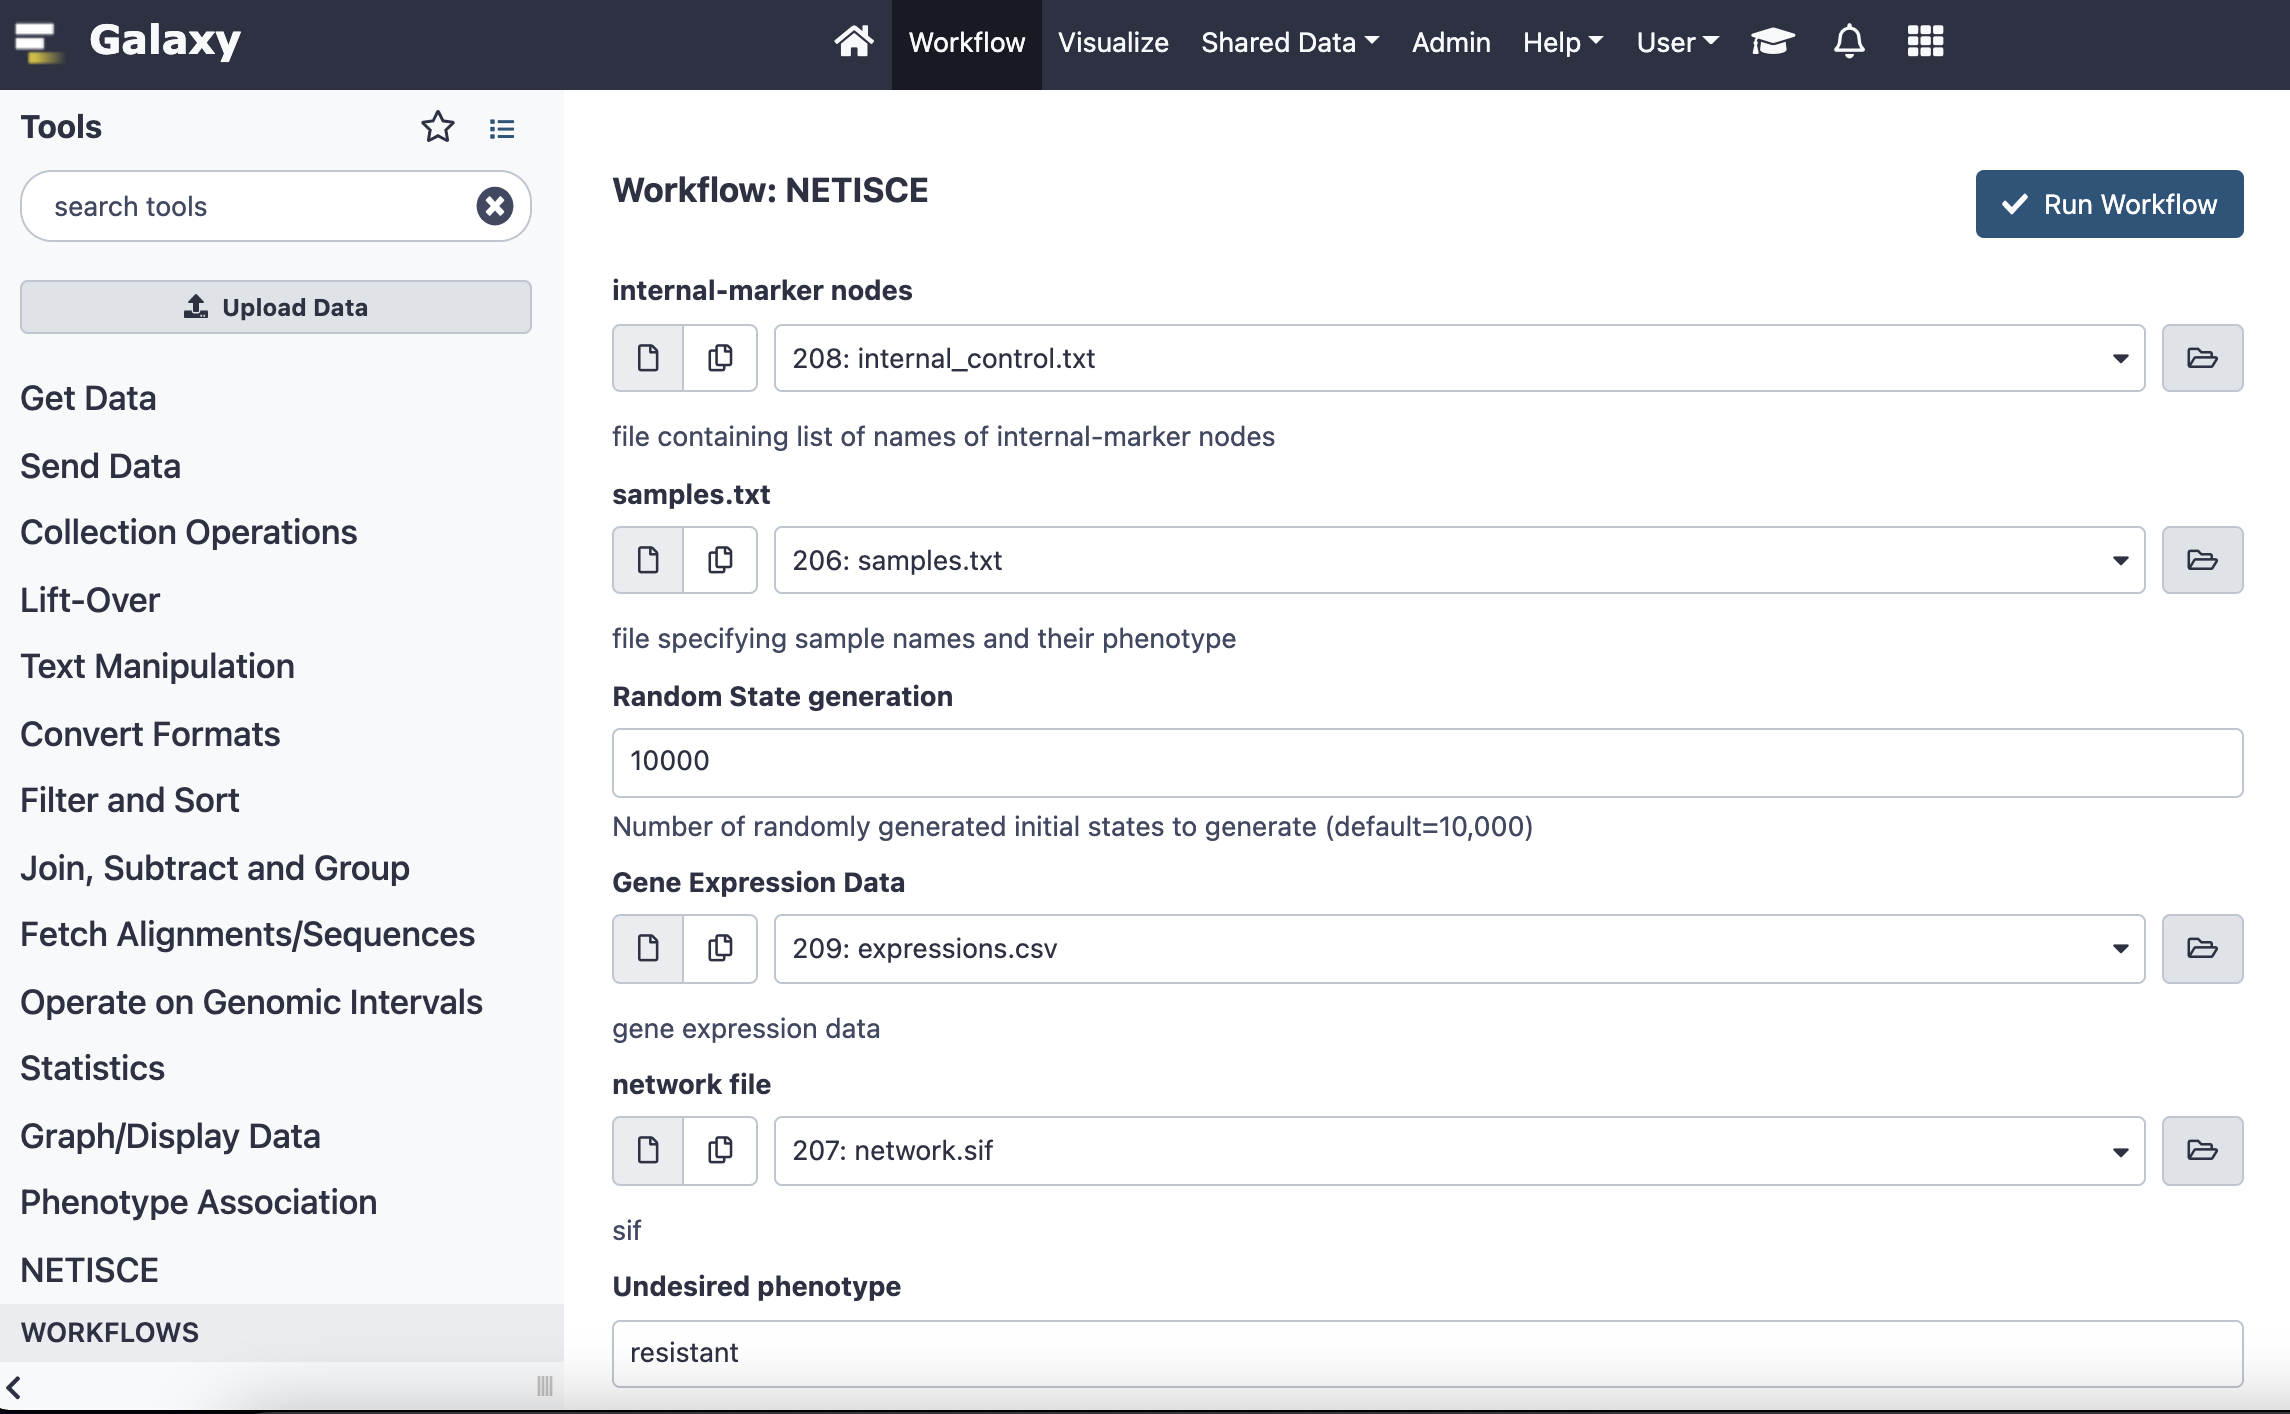 Galaxy
Workflow Visualize Shared Data Admin Help User
Tools
search tools
Upload Data
Get Data
Send Data
Collection Operations
Lift-Over
Text Manipulation
Convert Formats
Filter and Sort
Join, Subtract and Group
Fetch Alignments/Sequences
Operate on Genomic Intervals
Statistics
Graph/Display Data
Phenotype Association
NETISCE
WORKFLOWS
Workflow: NETISCE
Run Workflow
internal-marker nodes
208: internal_control.txt
file containing list of names of internal-marker nodes
samples.txt
206: samples.txt
file specifying sample names and their phenotype
Random State generation
10000
Number of randomly generated initial states to generate (default=10,000)
Gene Expression Data
209: expressions.csv
gene expression data
network file
207: network.sif
sif
Undesired phenotype
resistant